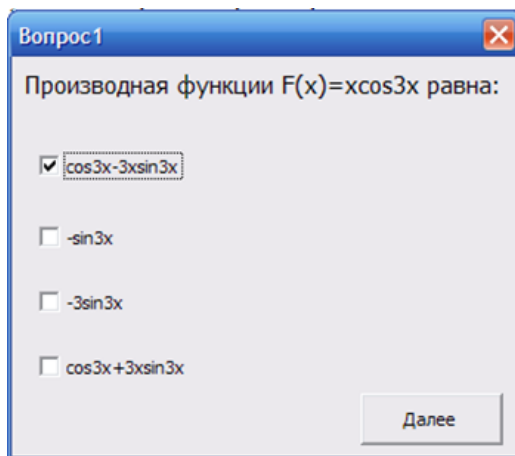 Вопрос1
Производная функции F(x)=xcos3x равна:
cos3x-3xsin3x
-sin3x
-3sin3x
cos3x+3xsin3x
Далее